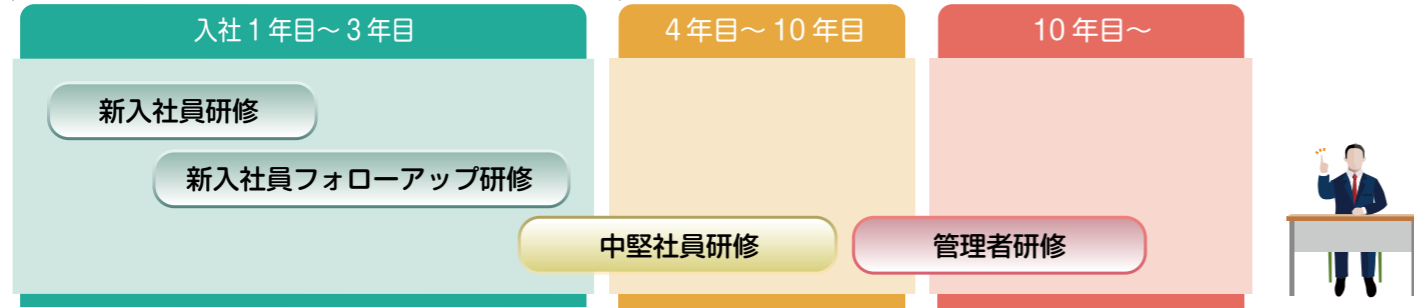 入社1年目～3年目
4年目～10年目
10年目～
新入社員研修
新入社員フォローアップ研修
中堅社員研修
管理者研修